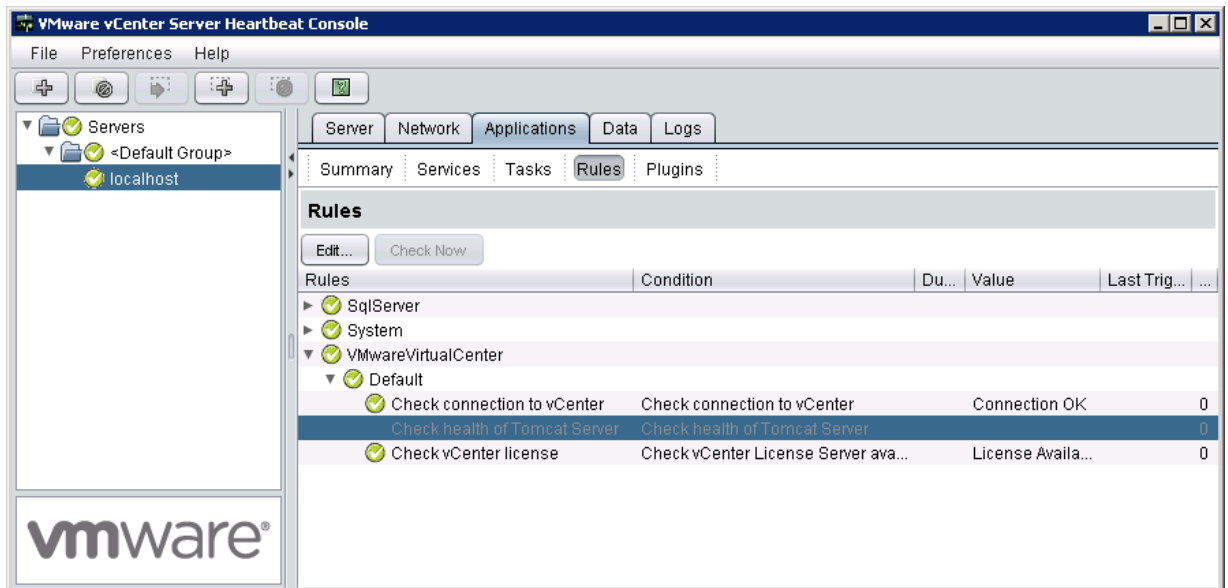 VMware vCenter Server Heartbeat Console
File Preferences Help
Servers
<Default Group>
localhost
Server Network Applications Data Logs
Summary Services Tasks Rules Plugins
Rules
Edit... Check Now
Rules Condition Du... Value Last Trig... ...
SqlServer
System
VMwareVirtualCenter
Default
Check connection to vCenter Check connection to vCenter Connection OK 0
Check health of Tomcat Server Check health of Tomcat Server 0
Check vCenter license Check vCenter License Server ava... License Availa... 0
vmware®